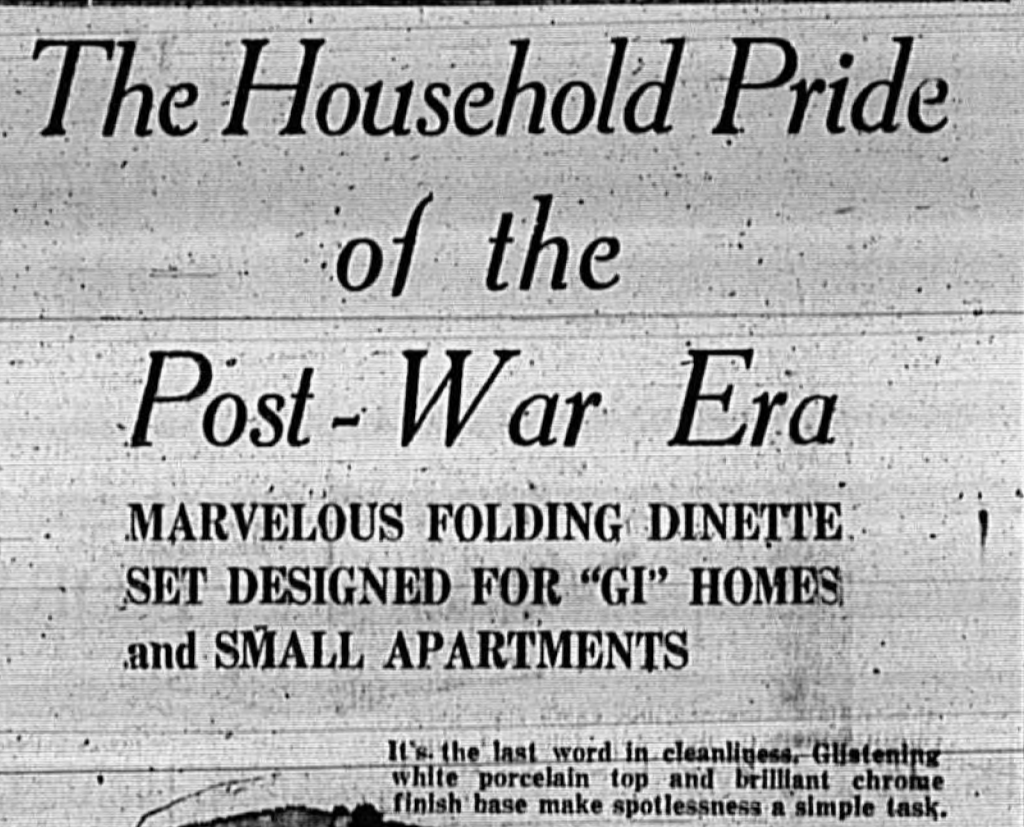 The Household Pride
of the
Post-War Era
MARVELOUS FOLDING DINETTE
SET DESIGNED FOR “GI” HOMES
and SMALL APARTMENTS
It's the last word in cleanliness. Glistening
white porcelain top and brilliant chrome
finish base make spotlessness a simple task.